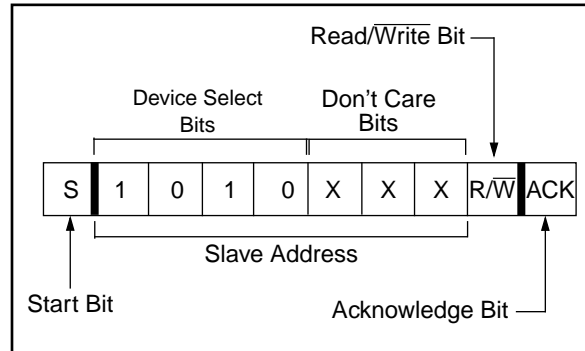 Read/Write Bit
Device Select
Bits
Don't Care
Bits
S 1 0 1 0 X X X R/W ACK
Slave Address
Start Bit
Acknowledge Bit